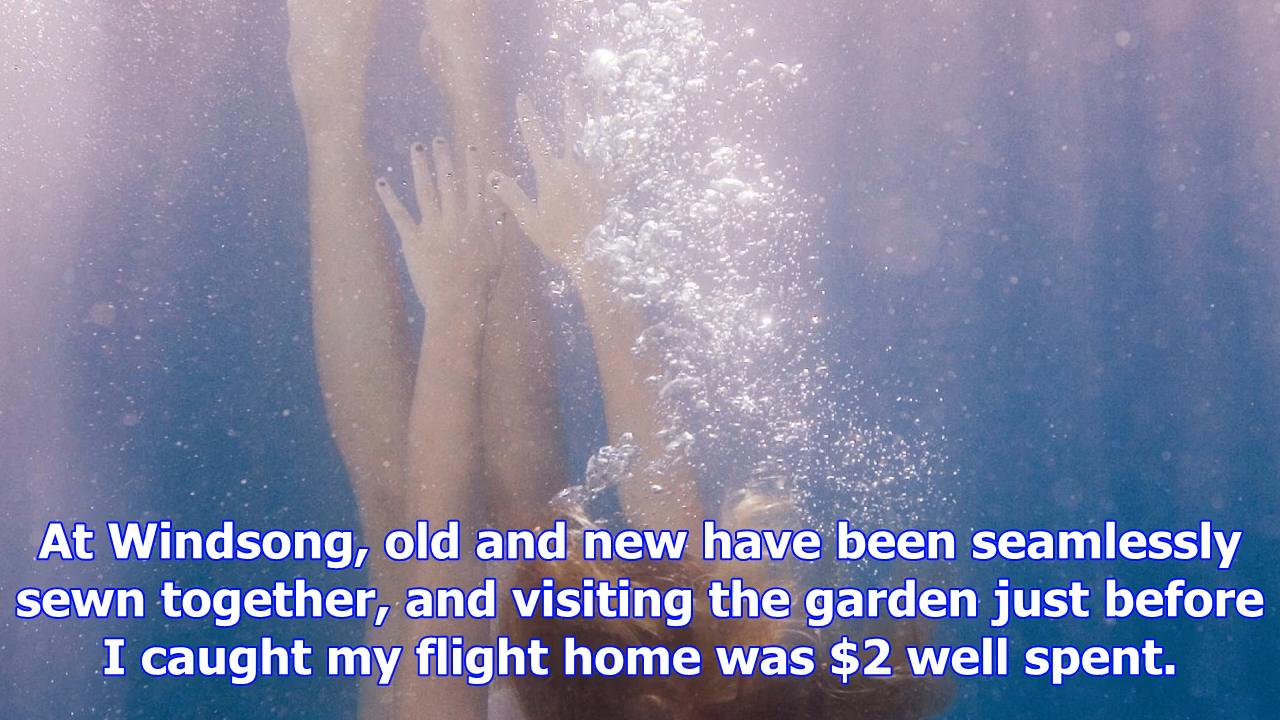 At Windsong, old and new have been seamlessly
sewn together, and visiting the garden just before
I caught my flight home was $2 well spent.